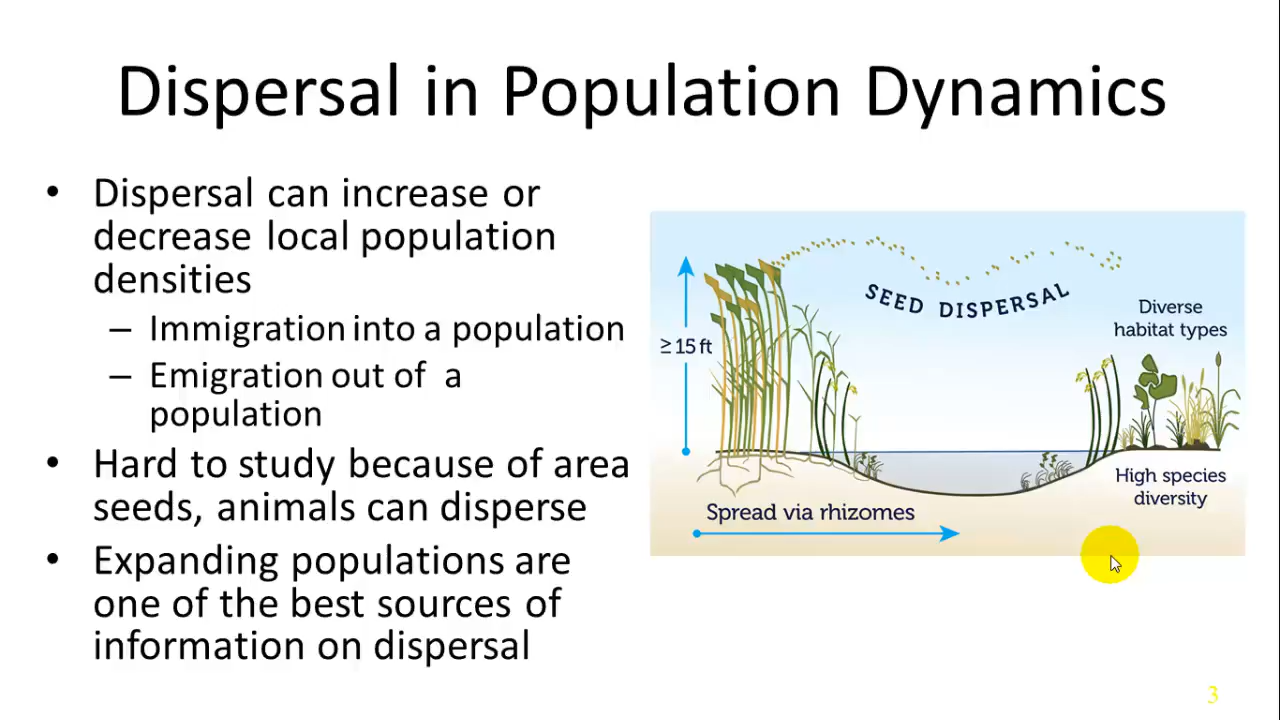 Dispersal in Population Dynamics
• Dispersal can increase or
decrease local population
densities
– Immigration into a population
– Emigration out of a
population
• Hard to study because of area
seeds, animals can disperse
• Expanding populations are
one of the best sources of
information on dispersal
SEED DISPERSAL
Diverse
habitat types
≥ 15 ft
High species
diversity
Spread via rhizomes
3